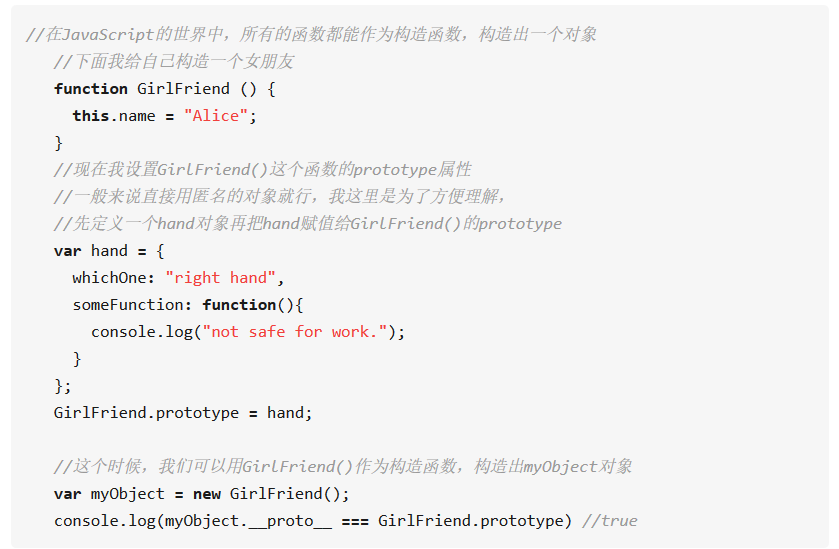 //在JavaScript的世界中，所有的函数都能作为构造函数，构造出一个对象
//下面我给自己构造一个女朋友
function GirlFriend () {
this.name = "Alice";
}
//现在我设置GirlFriend()这个函数的prototype属性
//一般来说直接用匿名的对象就行，我这里是为了方便理解，
//先定义一个hand对象再把hand赋值给GirlFriend()的prototype
var hand = {
whichOne: "right hand",
someFunction: function(){
console.log("not safe for work.");
}
};
GirlFriend.prototype = hand;
//这个时候，我们可以用GirlFriend()作为构造函数，构造出myObject对象
var myObject = new GirlFriend();
console.log(myObject.__proto__ === GirlFriend.prototype) //true